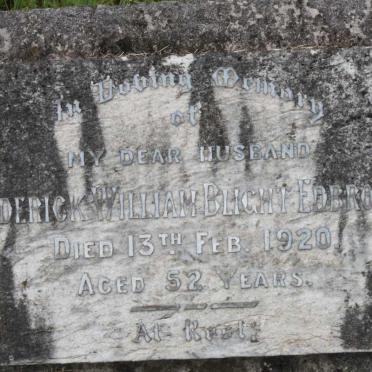 In Loving Memory
of
MY DEAR HUSBAND
DERICK WILLIAM BLIGHT EDBRO
DIED 13TH FEB. 1920.
AGED 52 YEARS.
At Rest